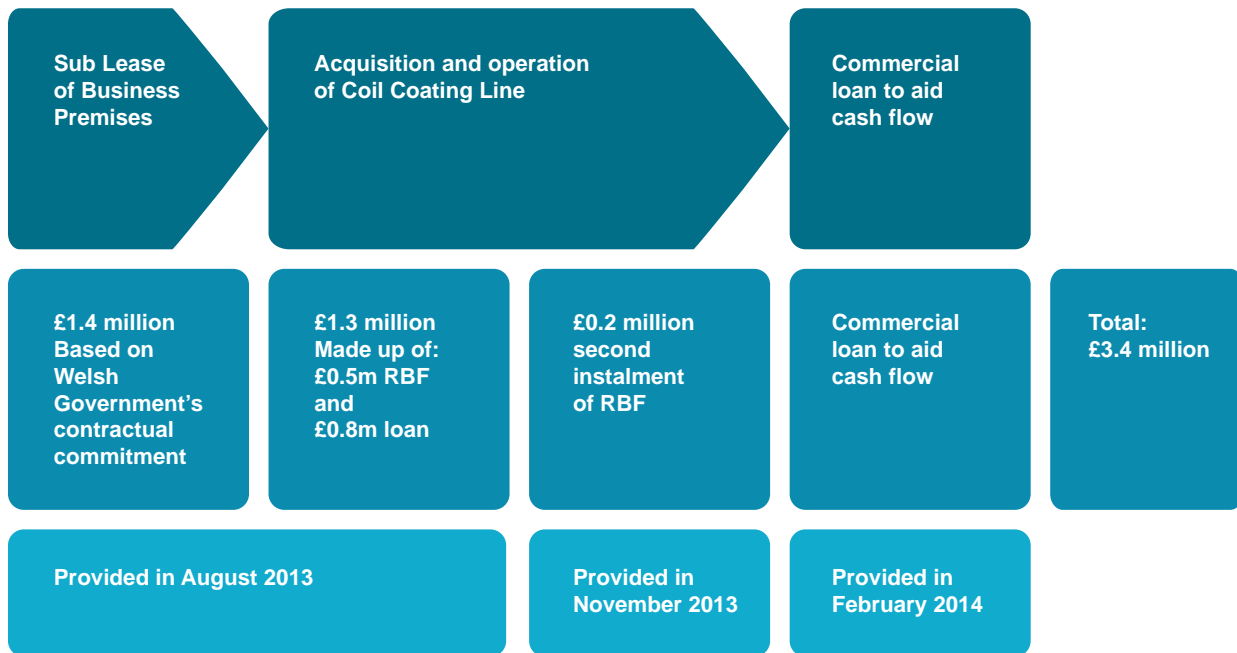 Sub Lease
of Business
Premises
Acquisition and operation
of Coil Coating Line
Commercial
loan to aid
cash flow
£1.4 million
Based on
Welsh
Government’s
contractual
commitment
£1.3 million
Made up of:
£0.5m RBF
and
£0.8m loan
£0.2 million
second
instalment
of RBF
Commercial
loan to aid
cash flow
Total:
£3.4 million
Provided in August 2013
Provided in
November 2013
Provided in
February 2014